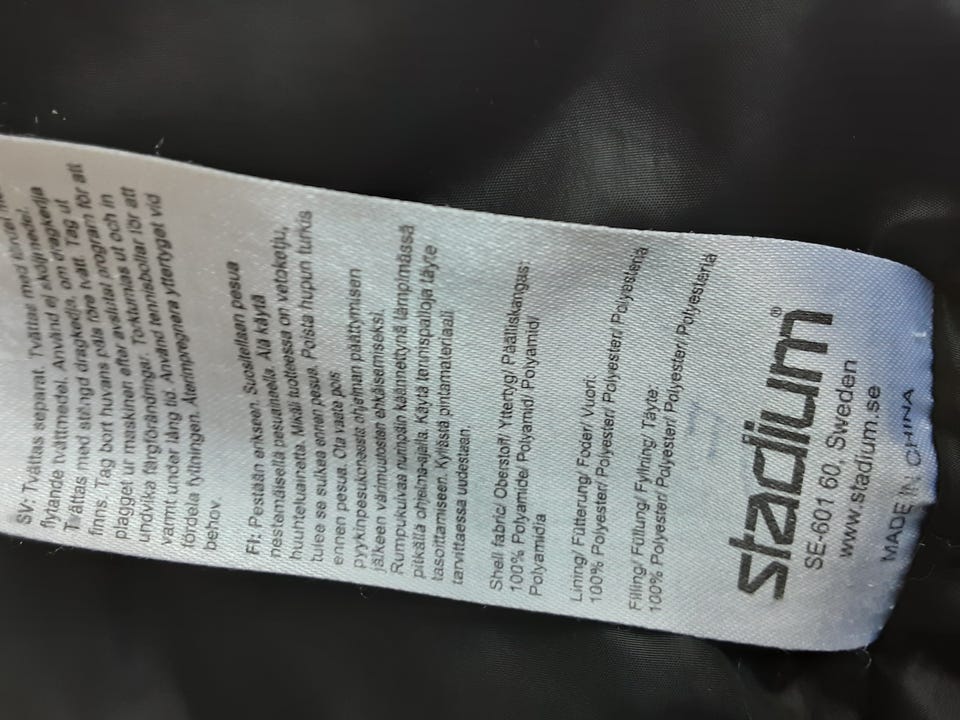 SV: Tvättas separat. Tvättas med
flytande tvättmedel. Använd ej sköljmedel.
Tvättas med stängd dragkedja, om dragkedja
finns. Tag bort huvans päls före tvätt. Tag ut
plagget ur maskinen efter avslutat program för att
undvika färgförändringar. Torktumlas ut och in
varmt under lång tid. Använd tennisbollar för att
fördela fyllningen. Återimpregnera yttertyget vid
behov.
FI: Pestään erikseen. Suositellaan pesua
nestemäisellä pesuaineella. Älä käytä
huuhteluainetta. Mikäli tuotteessa on vetoketju,
tulee se sulkea ennen pesua. Poista hupun turkis
ennen pesua. Ota vaate pois
pyykinpesukoneesta ohjelman päättymisen
jälkeen värimuutosten ehkäisemiseksi.
Rumpukuivaa nurinpäin käännettynä lämpimässä
pitkällä ohjelma-ajalla. Käytä tennispalloja täyte
tasoittamiseen. Kyllästä pintamateriaali
tarvittaessa uudestaan.
Shell fabric/ Oberstoff/ Yttertyg/ Päälliskangas:
100% Polyamide/ Polyamid/ Polyamid/
Polyamidia
Lining/ Fütterung/ Foder/ Vuori:
100% Polyester/ Polyester/ Polyester/ Polyesteriä
Filling/ Füllung/ Fyllning/ Täyte:
100% Polyester/ Polyester/ Polyester/ Polyesteriä
stadium®
SE-601 60, Sweden
www.stadium.se
MADE IN CHINA